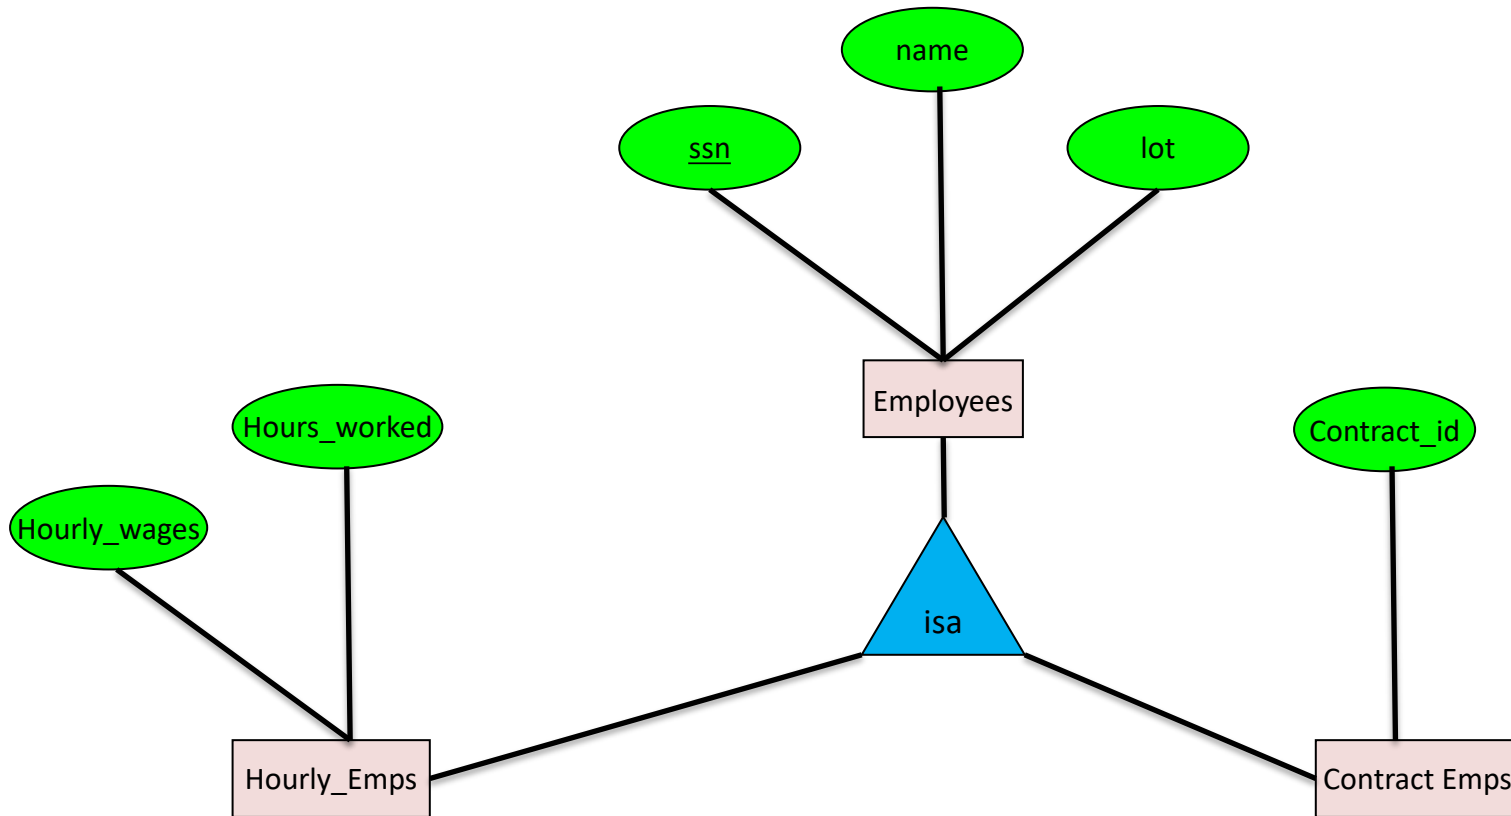 name
ssn
lot
Employees
Hours_worked
Contract_id
Hourly_wages
isa
Hourly_Emps
Contract Emps